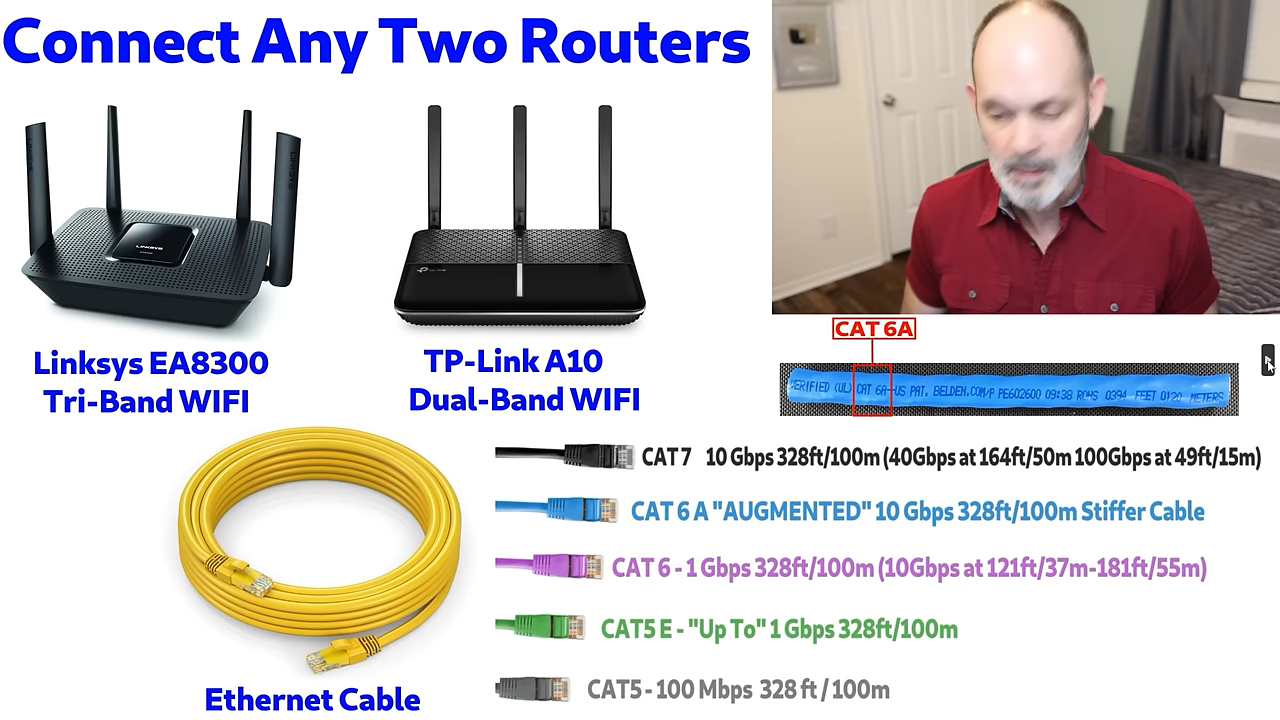 Connect Any Two Routers
LINKSYS
tp-link
Linksys EA8300
Tri-Band WIFI
TP-Link A10
Dual-Band WIFI
CAT 6A
VERIFIED (UL) CAT 6A-US PAT. BELDEN.COM/P PE602600 09:38 ROHS 0394 FEET 0120 METERS
CAT 7 10 Gbps 328ft/100m (40Gbps at 164ft/50m 100Gbps at 49ft/15m)
CAT 6 A "AUGMENTED" 10 Gbps 328ft/100m Stiffer Cable
CAT 6 - 1 Gbps 328ft/100m (10Gbps at 121ft/37m-181ft/55m)
CAT5 E - "Up To" 1 Gbps 328ft/100m
CAT5 - 100 Mbps 328 ft / 100m
Ethernet Cable